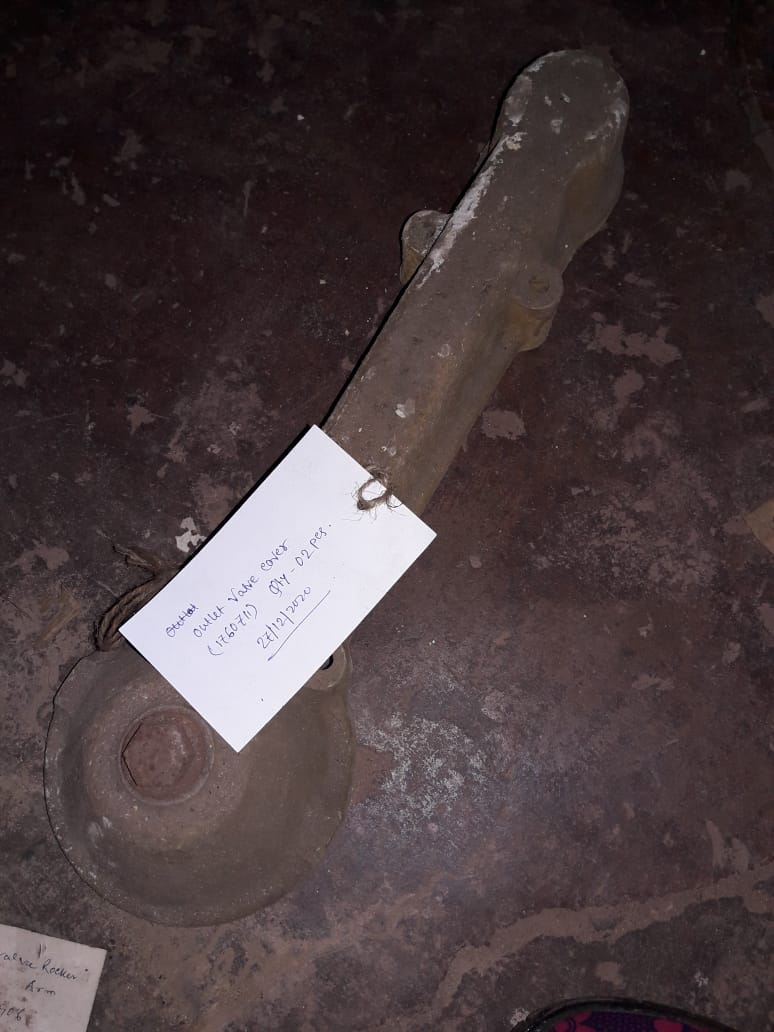 outlet valve cover
(1760711) Qty - 02 pcs.
27/12/2020
Rocker
Arm